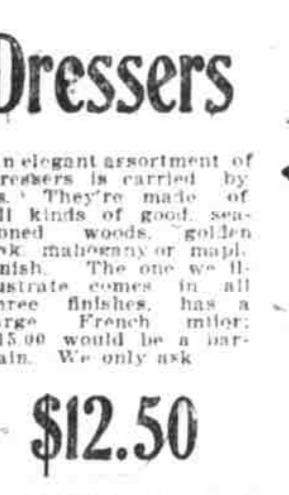 Dressers
n elegant assortment of
ressers is carried by
s. They're made of
ll kinds of good, sea-
oned woods, golden
ak, mahogany or mapl.
nish. The one we il-
ustrate comes in all
hree finishes, has a
arge French miior;
15.00 would be a bar-
ain. We only ask
$12.50